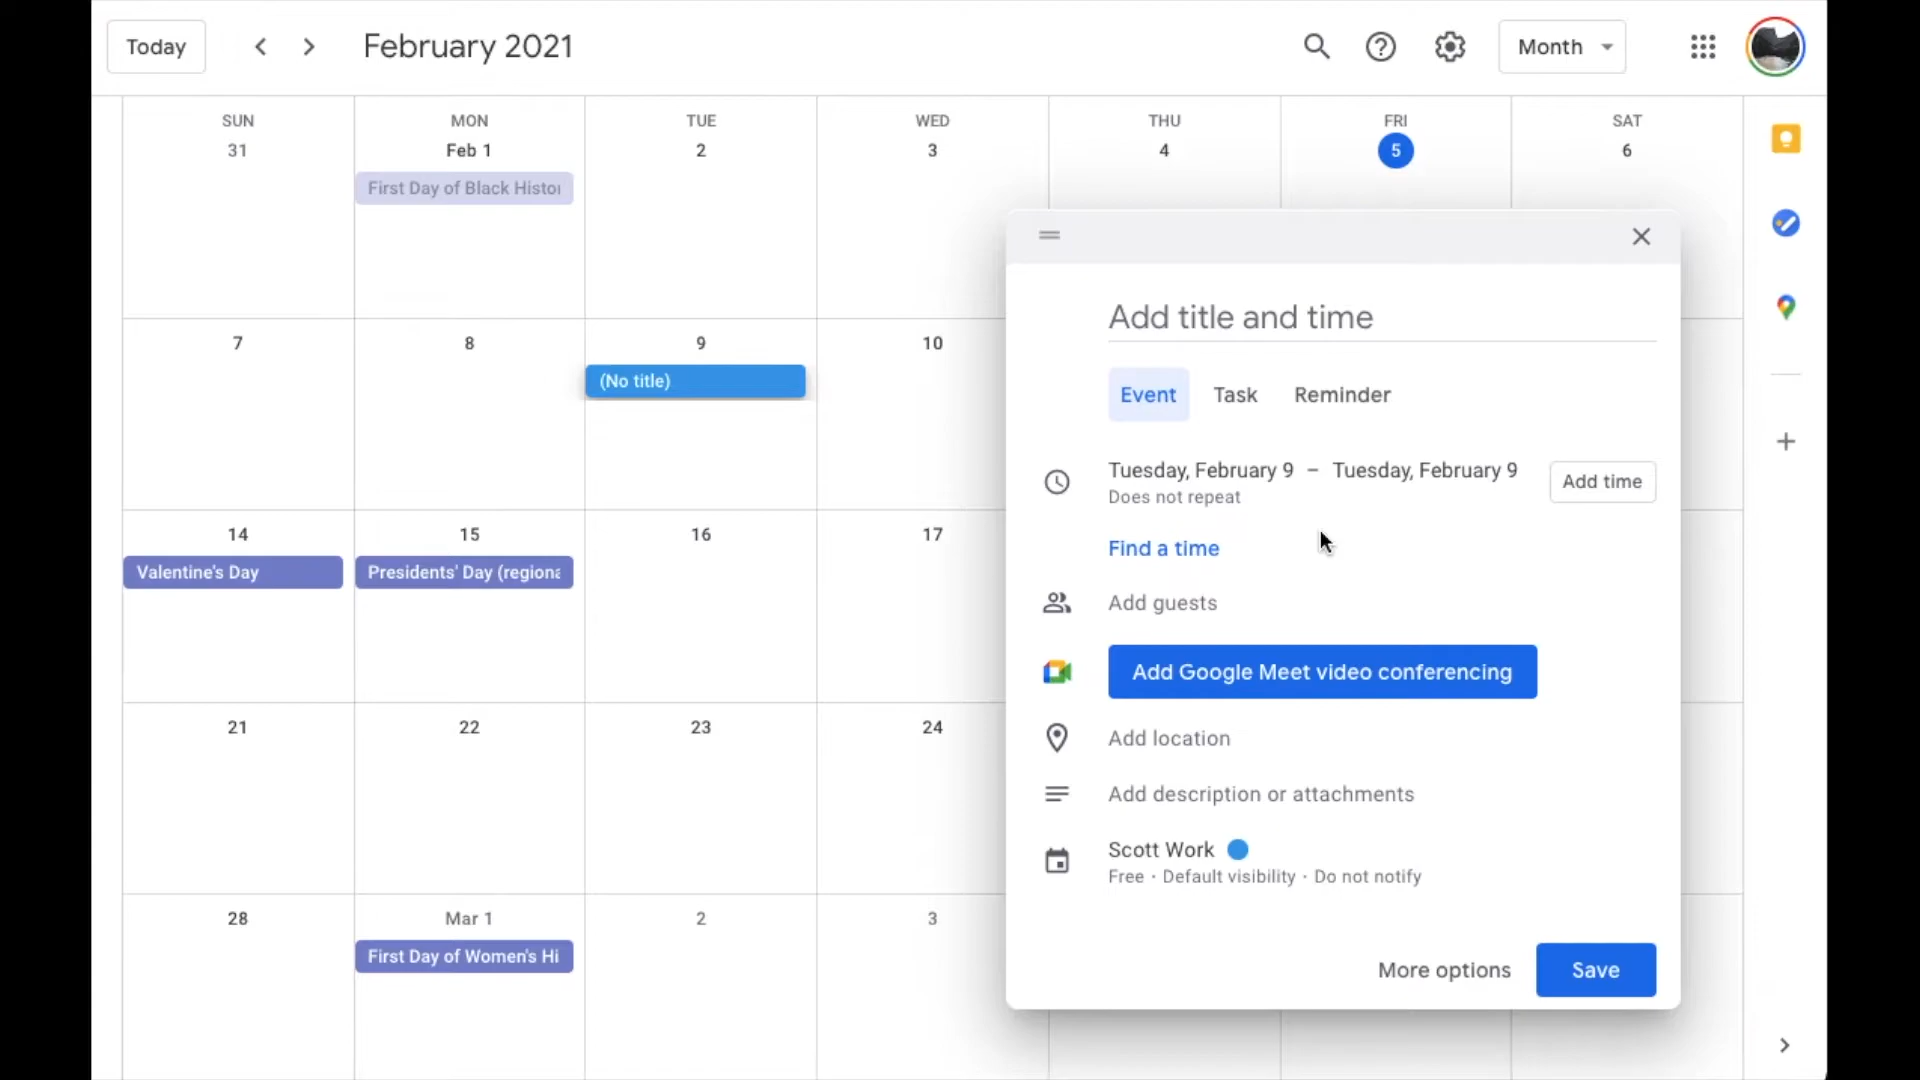 Today
February 2021
Month
SUN
MON
TUE
WED
THU
FRI
SAT
31
Feb 1
2
3
4
5
6
First Day of Black Histo
7
8
9
10
(No title)
14
15
16
17
Valentine's Day
Presidents' Day (regiona
21
22
23
24
28
Mar 1
2
3
First Day of Women's Hi
Add title and time
Event
Task
Reminder
Tuesday, February 9 – Tuesday, February 9
Add time
Does not repeat
Find a time
Add guests
Add Google Meet video conferencing
Add location
Add description or attachments
Scott Work
Free · Default visibility · Do not notify
More options
Save